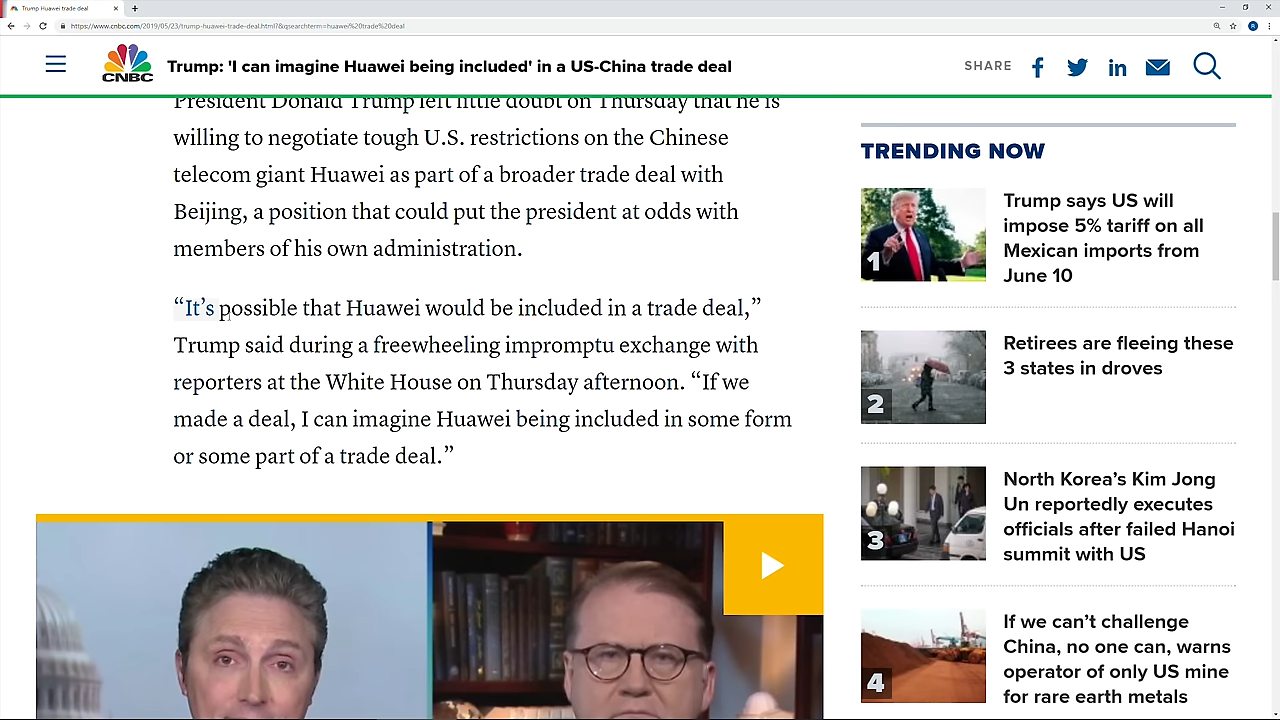 Trump Huawei trade deal
https://www.cnbc.com/2019/05/23/trump-huawei-trade-deal.html?&qsearchterm=huawei%20trade%20deal
CNBC
Trump: 'I can imagine Huawei being included' in a US-China trade deal
SHARE
President Donald Trump left little doubt on Thursday that he is
willing to negotiate tough U.S. restrictions on the Chinese
telecom giant Huawei as part of a broader trade deal with
Beijing, a position that could put the president at odds with
members of his own administration.
“It’s possible that Huawei would be included in a trade deal,”
Trump said during a freewheeling impromptu exchange with
reporters at the White House on Thursday afternoon. “If we
made a deal, I can imagine Huawei being included in some form
or some part of a trade deal.”
TRENDING NOW
1
Trump says US will
impose 5% tariff on all
Mexican imports from
June 10
2
Retirees are fleeing these
3 states in droves
3
North Korea’s Kim Jong
Un reportedly executes
officials after failed Hanoi
summit with US
4
If we can’t challenge
China, no one can, warns
operator of only US mine
for rare earth metals